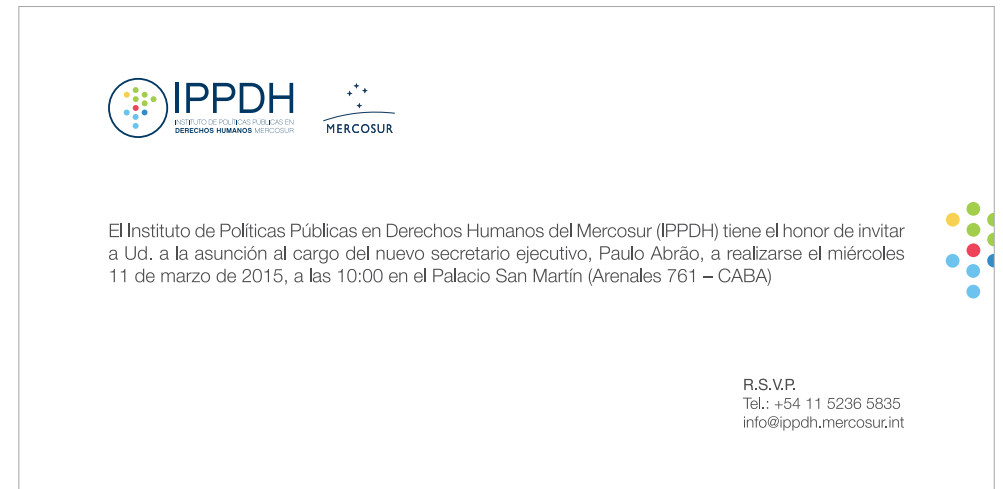 IPPDH
INSTITUTO DE POLÍTICAS PÚBLICAS EN
DERECHOS HUMANOS MERCOSUR
MERCOSUR
El Instituto de Políticas Públicas en Derechos Humanos del Mercosur (IPPDH) tiene el honor de invitar
a Ud. a la asunción al cargo del nuevo secretario ejecutivo, Paulo Abrão, a realizarse el miércoles
11 de marzo de 2015, a las 10:00 en el Palacio San Martín (Arenales 761 – CABA)
R.S.V.P.
Tel.: +54 11 5236 5835
info@ippdh.mercosur.int